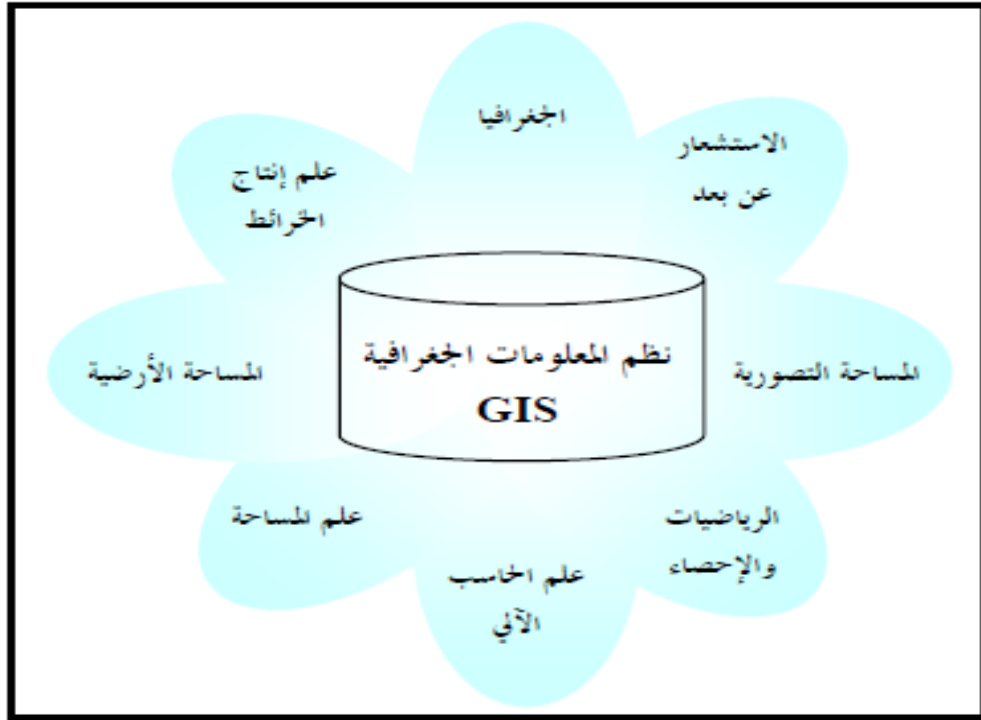 الجغرافيا
الاستشعار
عن بعد
علم إنتاج
الخرائط
نظم المعلومات الجغرافية
GIS
المساحة التصورية
المساحة الأرضية
الرياضيات
والإحصاء
علم المساحة
علم الحاسب
الآلي